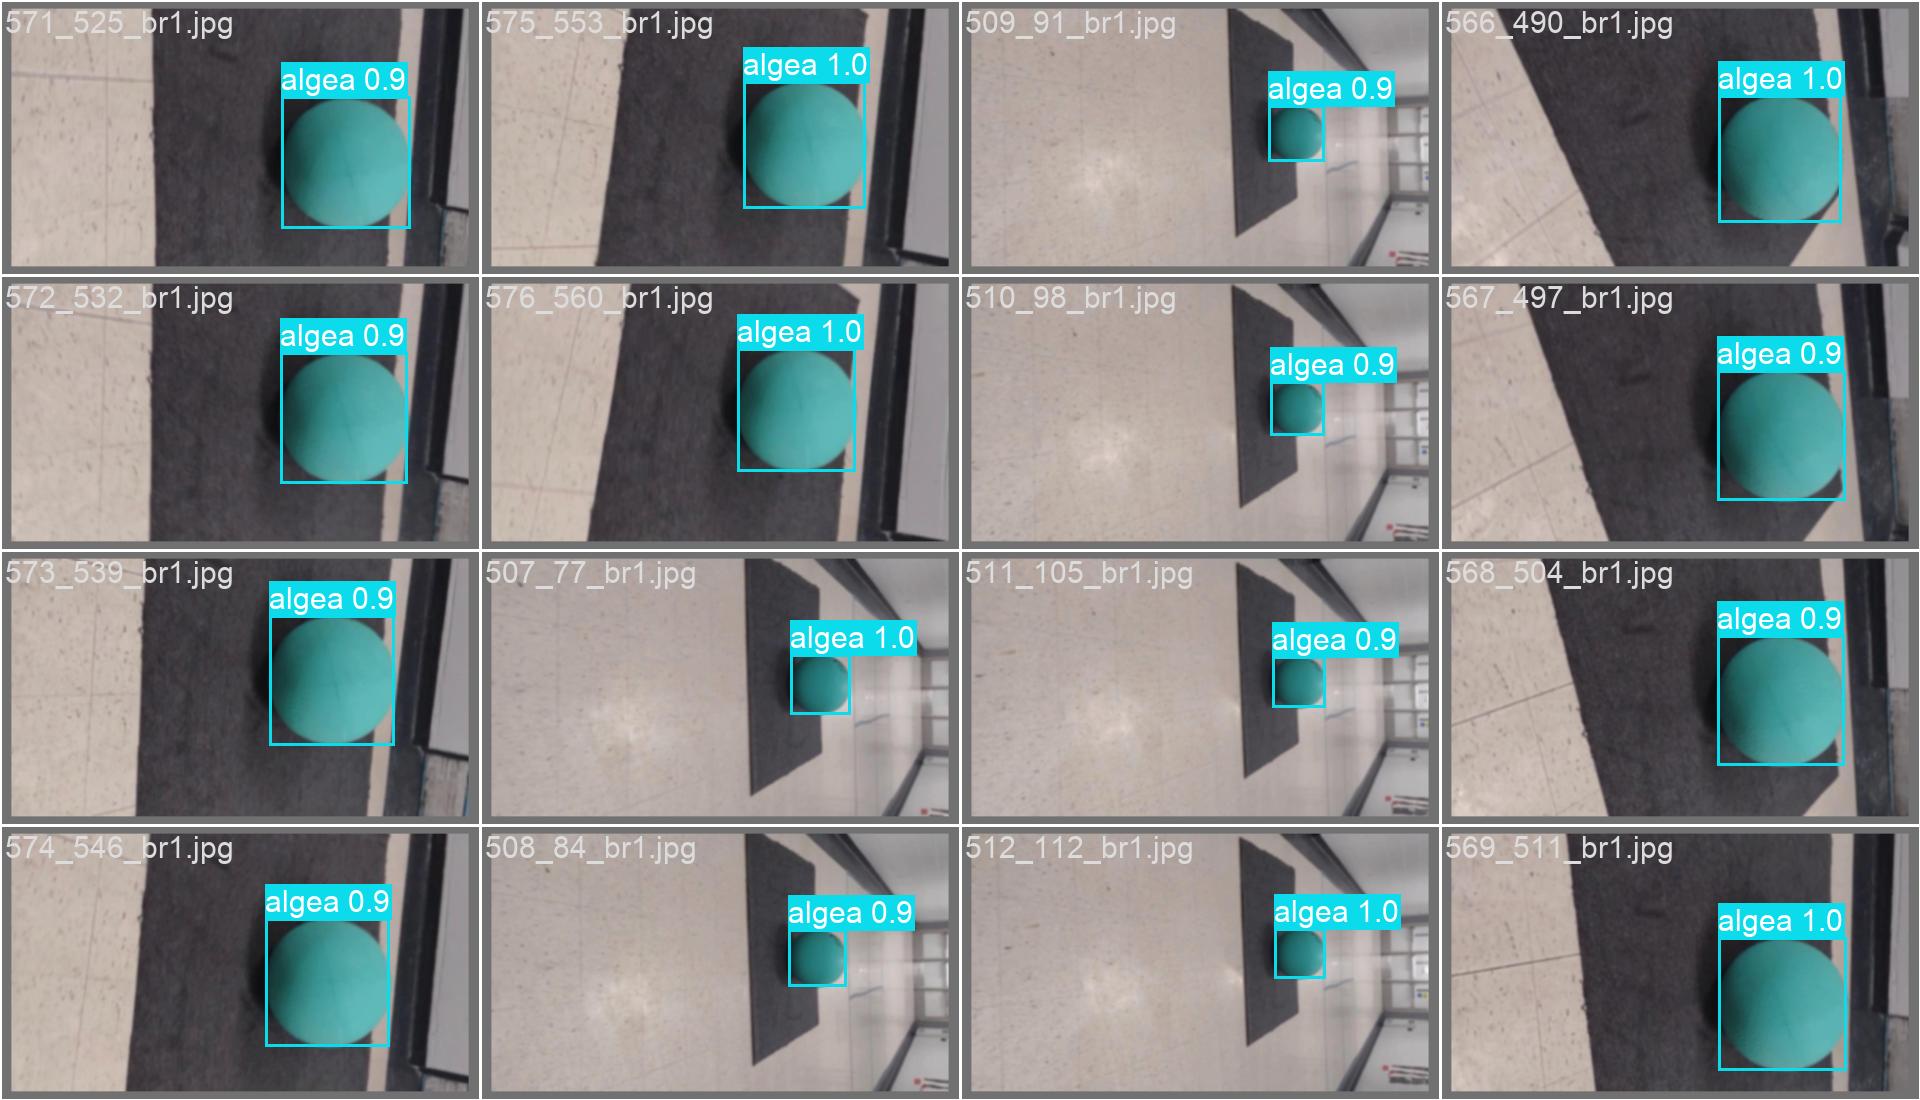 571_525_br1.jpg
algea 0.9
575_553_br1.jpg
algea 1.0
509_91_br1.jpg
algea 0.9
566_490_br1.jpg
algea 1.0
572_532_br1.jpg
algea 0.9
576_560_br1.jpg
algea 1.0
510_98_br1.jpg
algea 0.9
567_497_br1.jpg
algea 0.9
573_539_br1.jpg
algea 0.9
507_77_br1.jpg
algea 1.0
511_105_br1.jpg
algea 0.9
568_504_br1.jpg
algea 0.9
574_546_br1.jpg
algea 0.9
508_84_br1.jpg
algea 0.9
512_112_br1.jpg
algea 1.0
569_511_br1.jpg
algea 1.0